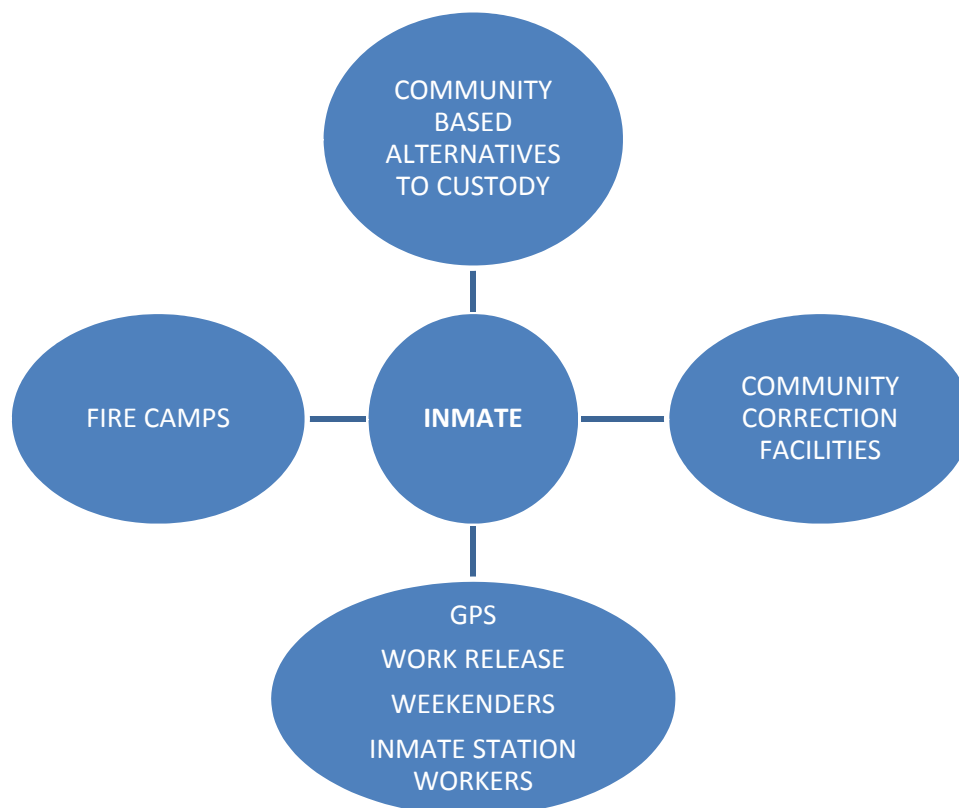 COMMUNITY
BASED
ALTERNATIVES
TO CUSTODY
FIRE CAMPS
INMATE
COMMUNITY
CORRECTION
FACILITIES
GPS
WORK RELEASE
WEEKENDERS
INMATE STATION
WORKERS